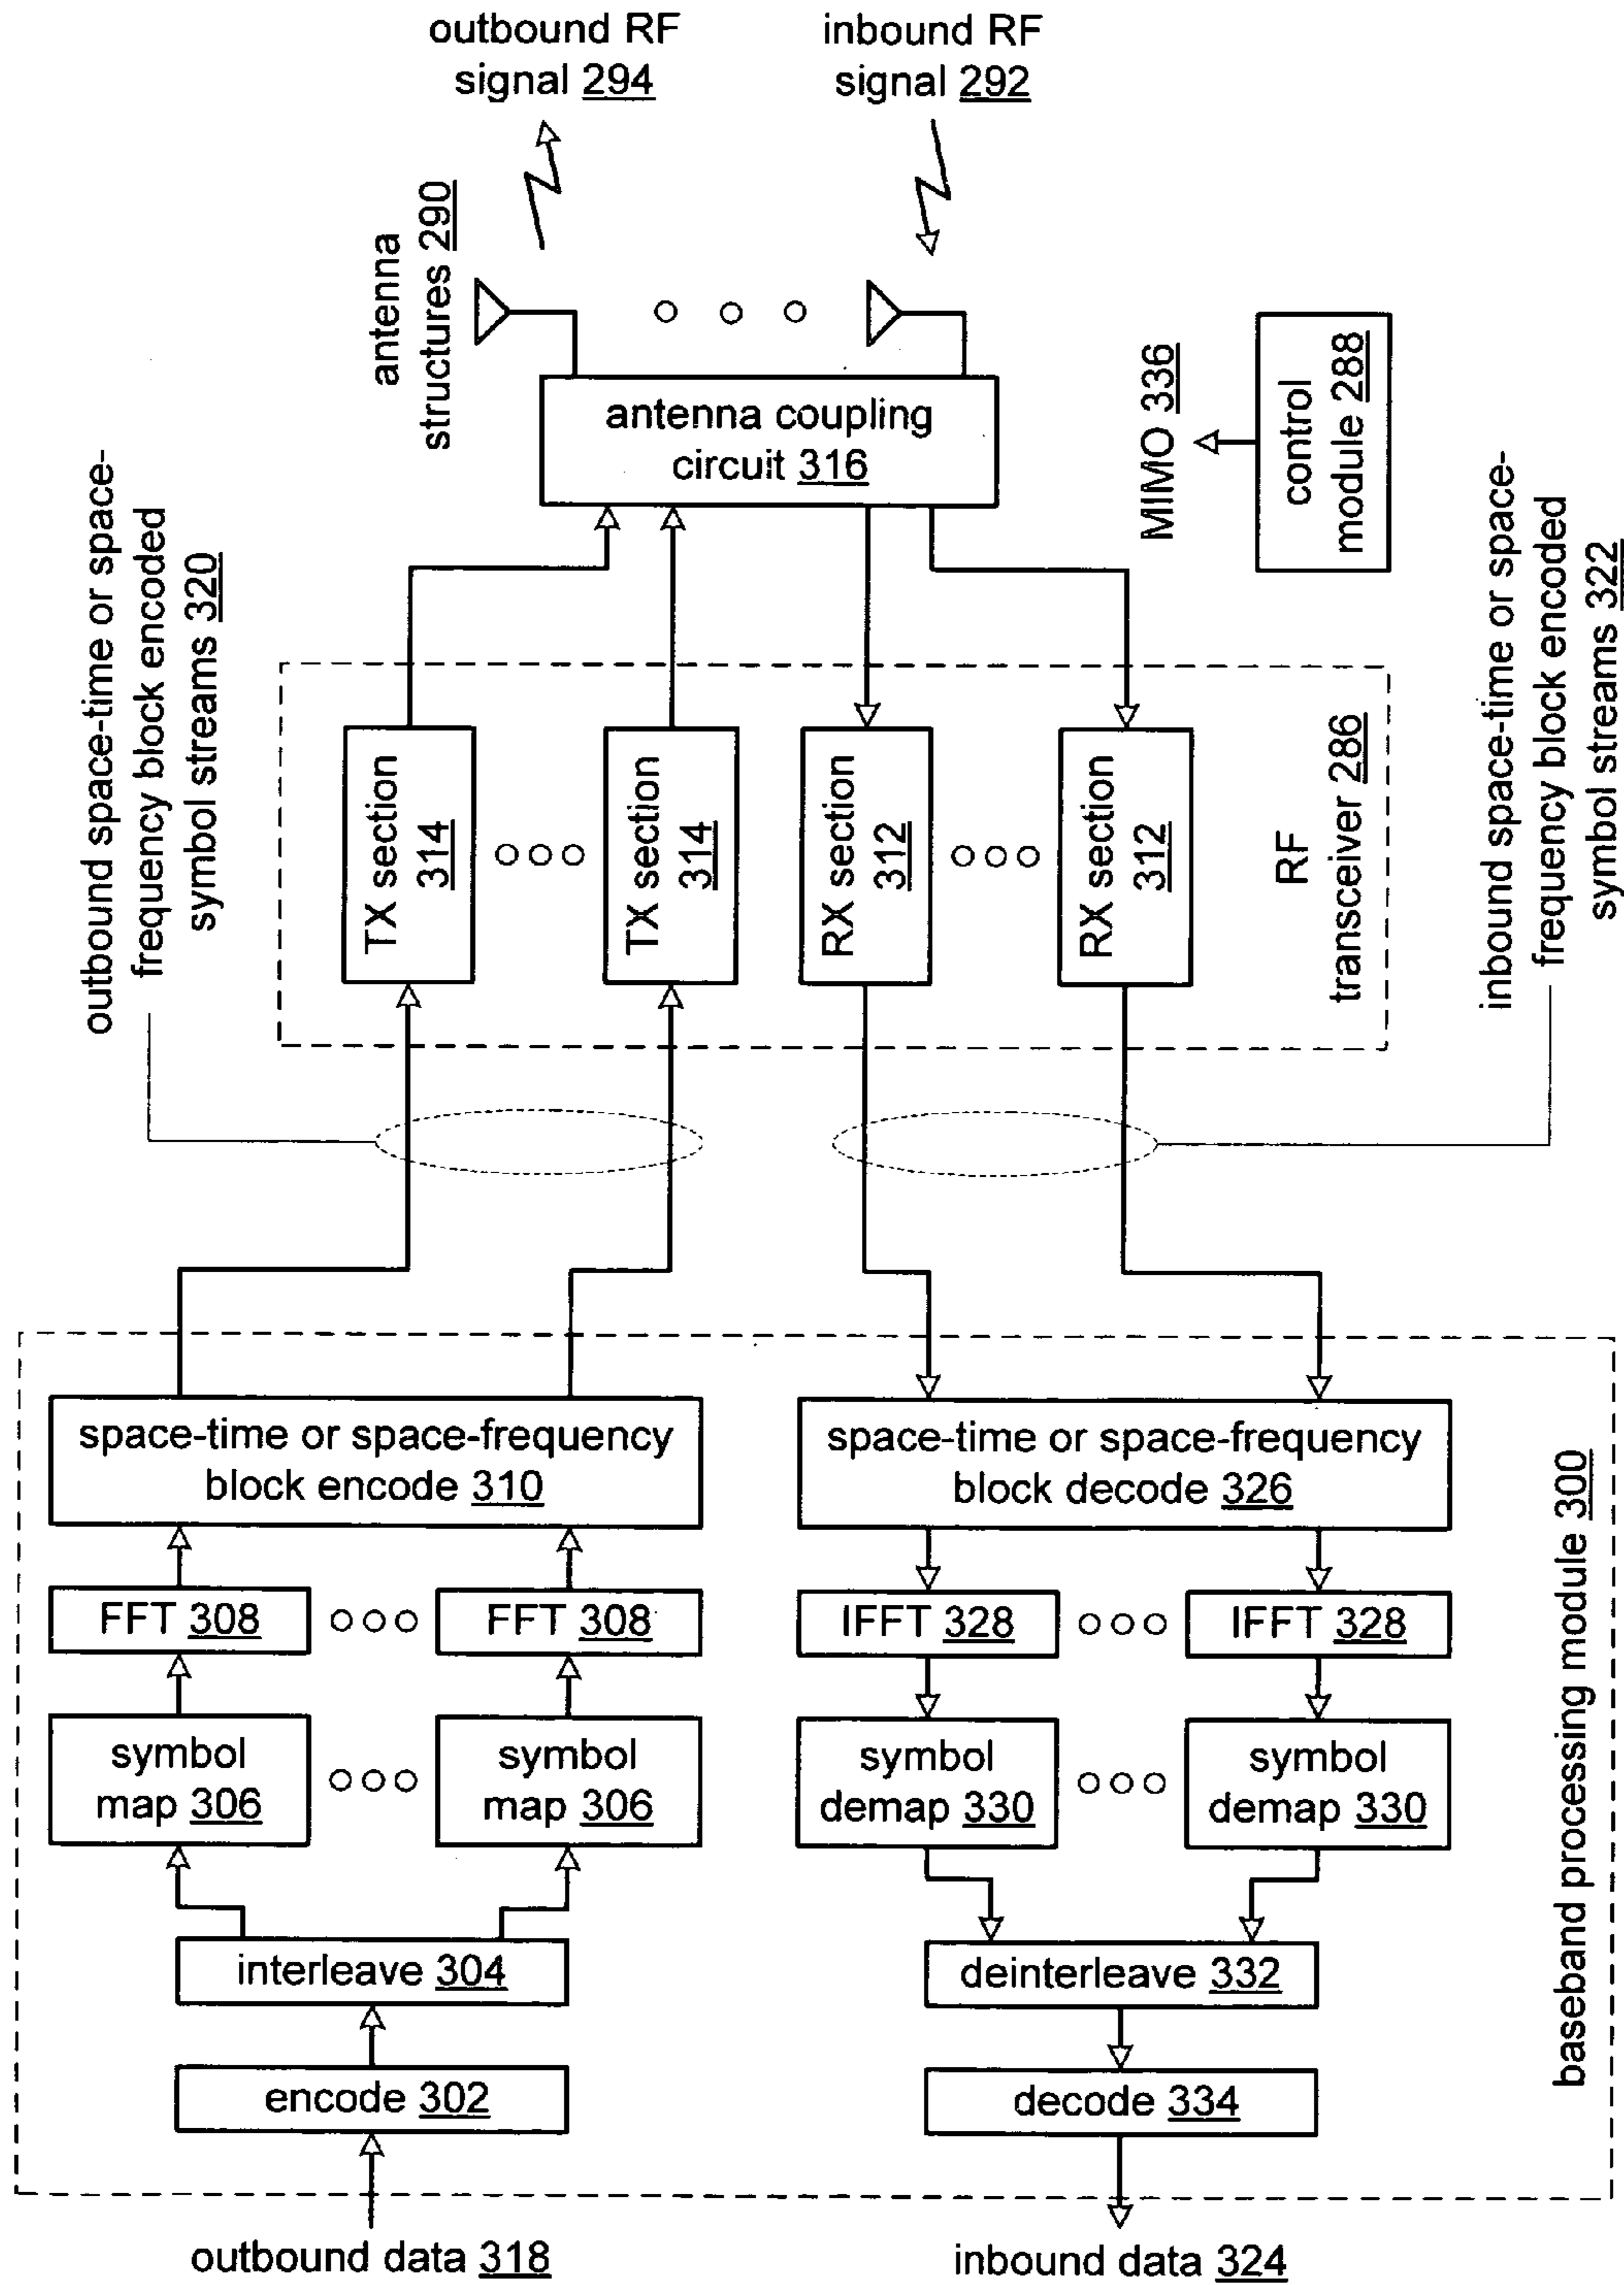 outbound RF
signal 294
inbound RF
signal 292
antenna
structures 290
antenna coupling
circuit 316
MIMO 336
control
module 288
outbound space-time or space-
frequency block encoded
symbol streams 320
TX section
314
TX section
314
RX section
312
RX section
312
RF
transceiver 286
inbound space-time or space-
frequency block encoded
symbol streams 322
space-time or space-frequency
block encode 310
space-time or space-frequency
block decode 326
FFT 308
FFT 308
IFFT 328
IFFT 328
symbol
map 306
symbol
map 306
symbol
demap 330
symbol
demap 330
interleave 304
deinterleave 332
encode 302
decode 334
baseband processing module 300
outbound data 318
inbound data 324